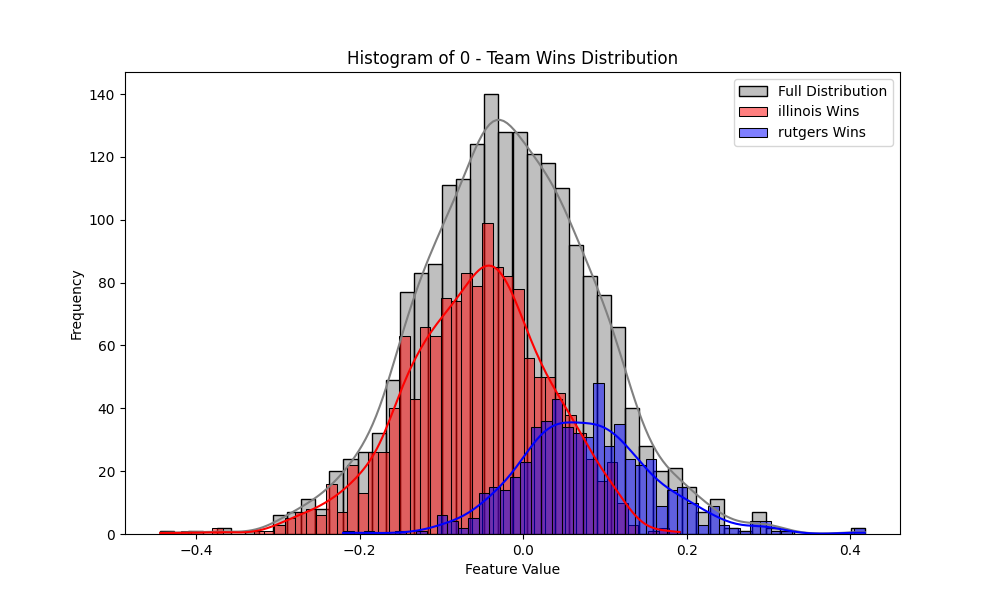 Histogram of 0 - Team Wins Distribution
Full Distribution
illinois Wins
rutgers Wins
140
120
100
80
60
40
20
0
Frequency
−0.4
−0.2
0.0
0.2
0.4
Feature Value